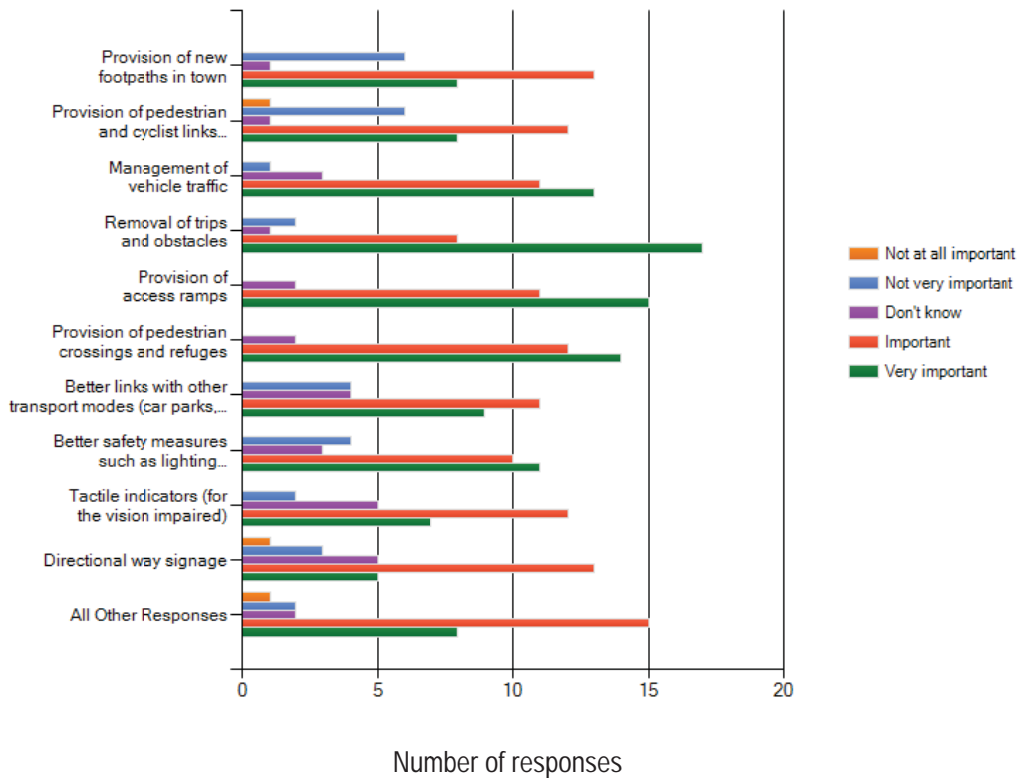 Provision of new
footpaths in town
Provision of pedestrian
and cyclist links...
Management of
vehicle traffic
Removal of trips
and obstacles
Provision of
access ramps
Provision of pedestrian
crossings and refuges
Better links with other
transport modes (car parks,...
Better safety measures
such as lighting...
Tactile indicators (for
the vision impaired)
Directional way signage
All Other Responses
0 5 10 15 20
Number of responses
Not at all important
Not very important
Don't know
Important
Very important